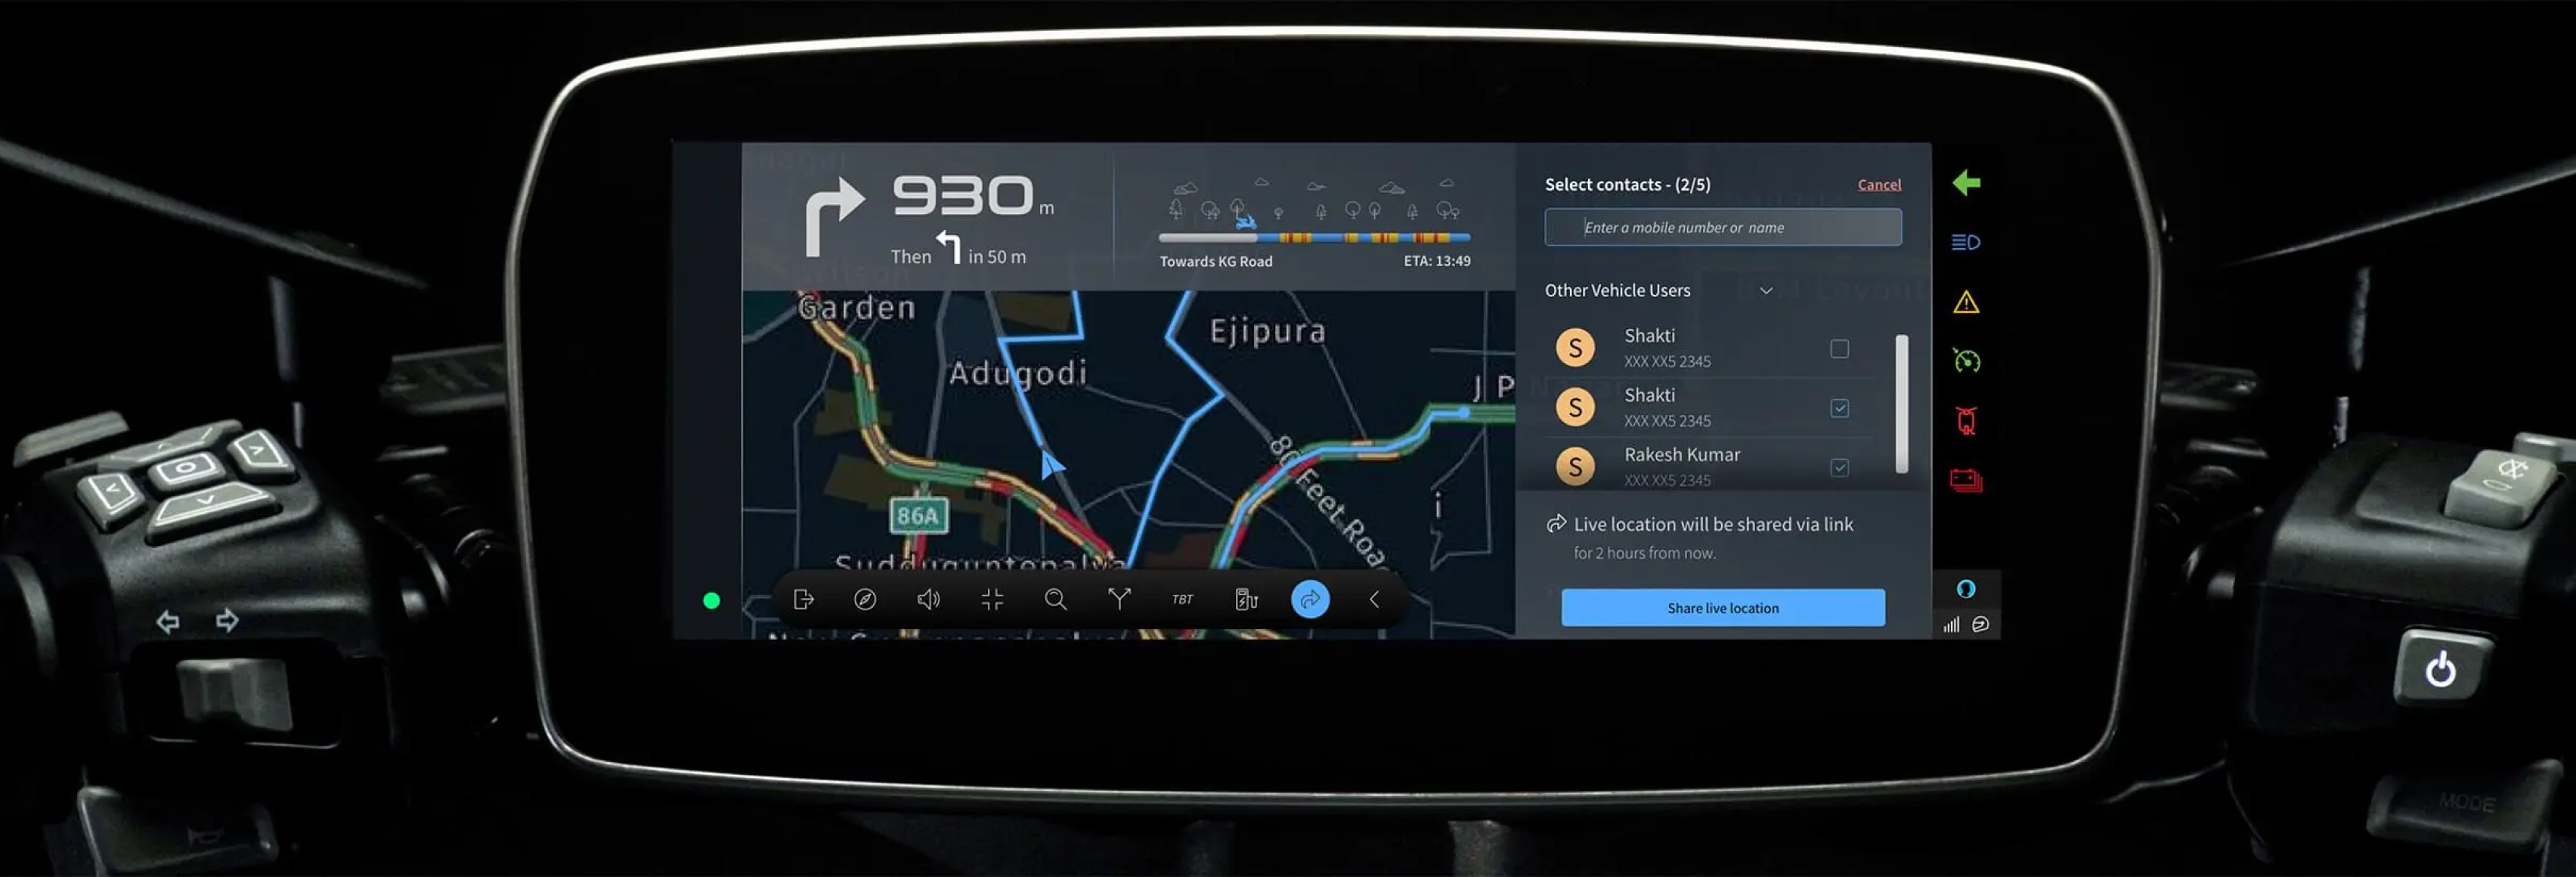 930 m
Then in 50 m
Towards KG Road
ETA: 13:49
Select contacts - (2/5)
Cancel
Enter a mobile number or name
Other Vehicle Users
S
Shakti
XXX XX5 2345
S
Shakti
XXX XX5 2345
S
Rakesh Kumar
XXX XX5 2345
Live location will be shared via link
for 2 hours from now.
Share live location
Garden
Ejipura
Adugodi
J P
80 Feet Road
86A
i
Sudduguntepalya
TBT
MODE